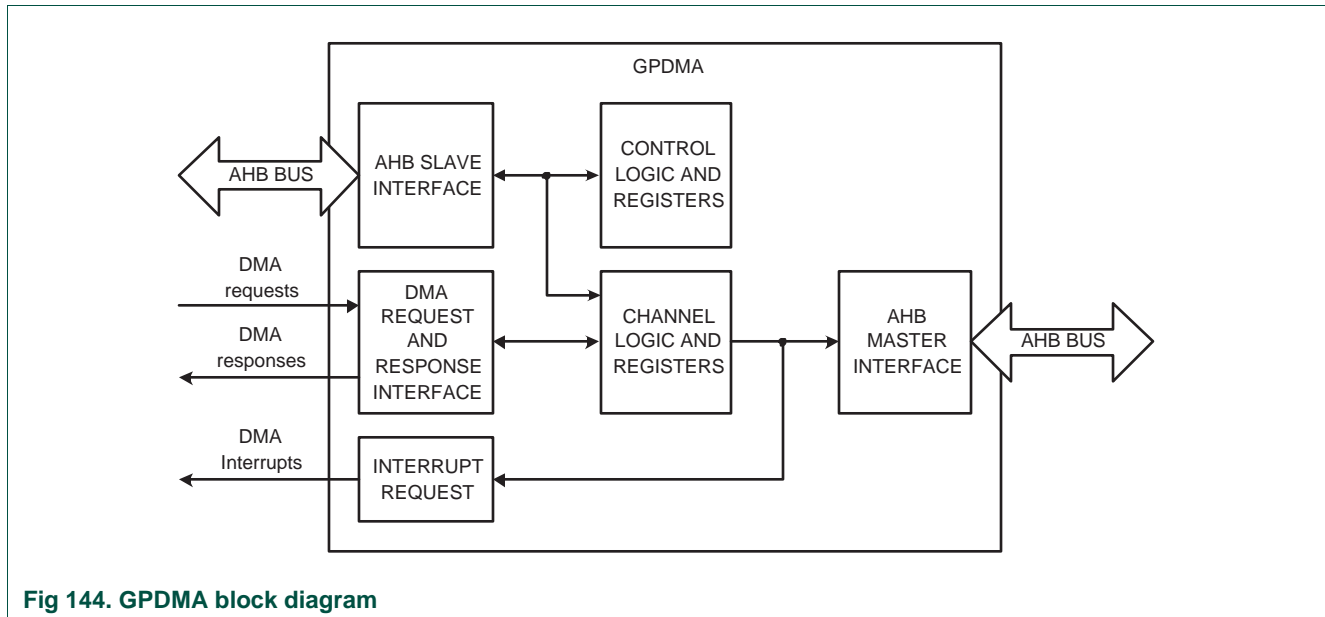 GPDMA
AHB BUS
AHB SLAVE
INTERFACE
CONTROL
LOGIC AND
REGISTERS
DMA
requests
DMA
responses
DMA
REQUEST
AND
RESPONSE
INTERFACE
CHANNEL
LOGIC AND
REGISTERS
AHB
MASTER
INTERFACE
AHB BUS
DMA
Interrupts
INTERRUPT
REQUEST
Fig 144. GPDMA block diagram